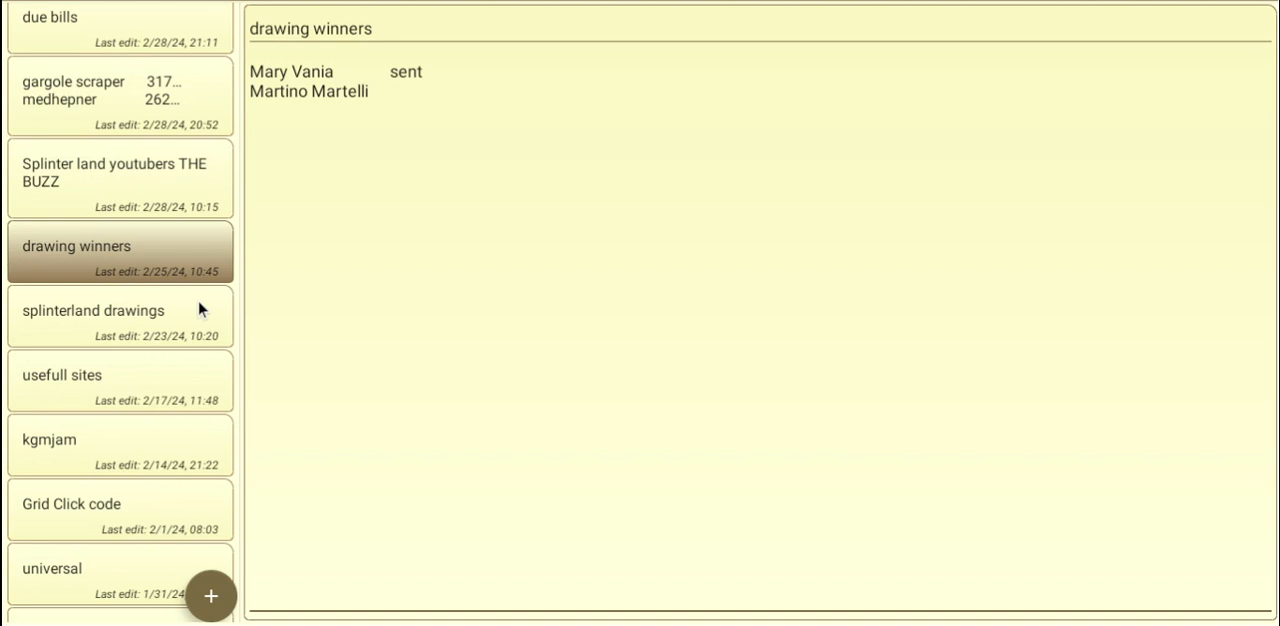 due bills
Last edit: 2/28/24, 21:11
gargole scraper 317...
medhepner 262...
Last edit: 2/28/24, 20:52
Splinter land youtubers THE
BUZZ
Last edit: 2/28/24, 10:15
drawing winners
Last edit: 2/25/24, 10:45
splinterland drawings
Last edit: 2/23/24, 10:20
usefull sites
Last edit: 2/17/24, 11:48
kgmjam
Last edit: 2/14/24, 21:22
Grid Click code
Last edit: 2/1/24, 08:03
universal
Last edit: 1/31/24
+
drawing winners
Mary Vania sent
Martino Martelli